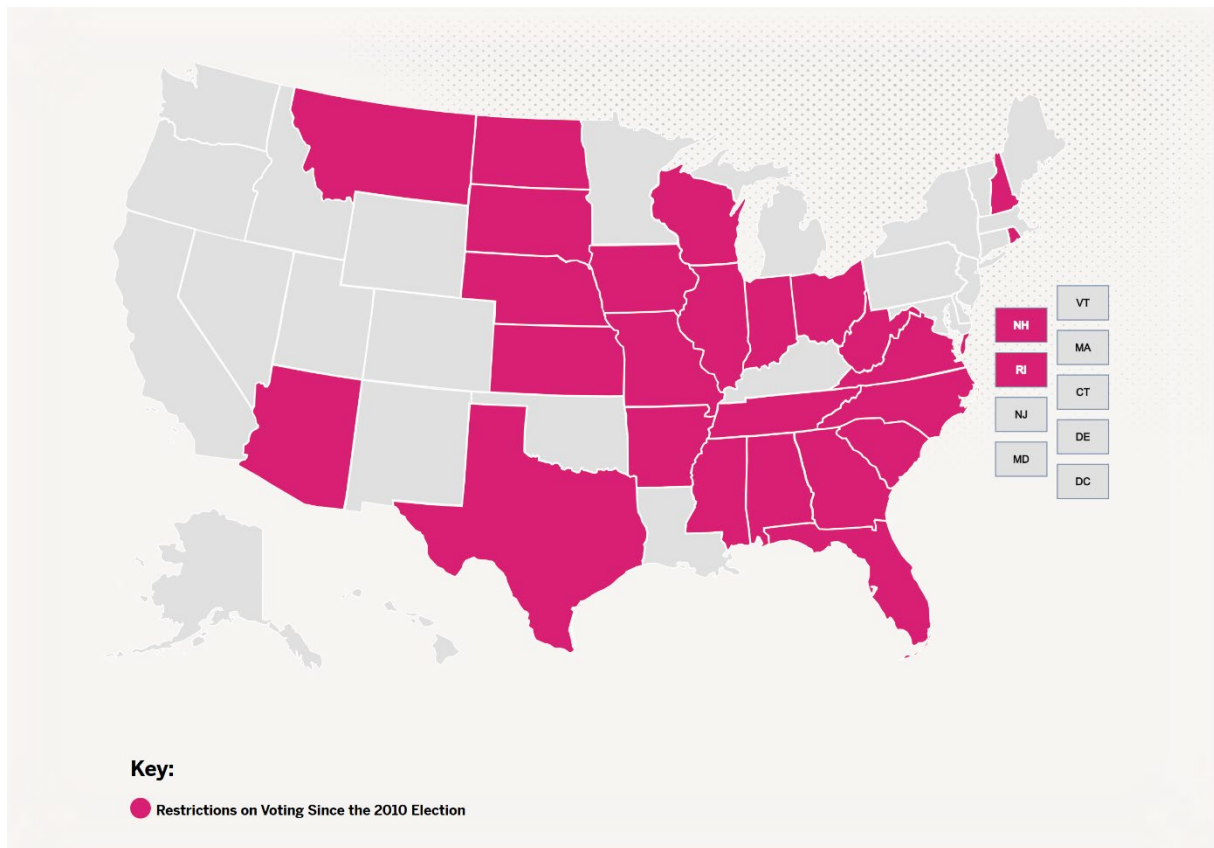 VT
NH
MA
RI
CT
NJ
DE
MD
DC
Key:
Restrictions on Voting Since the 2010 Election